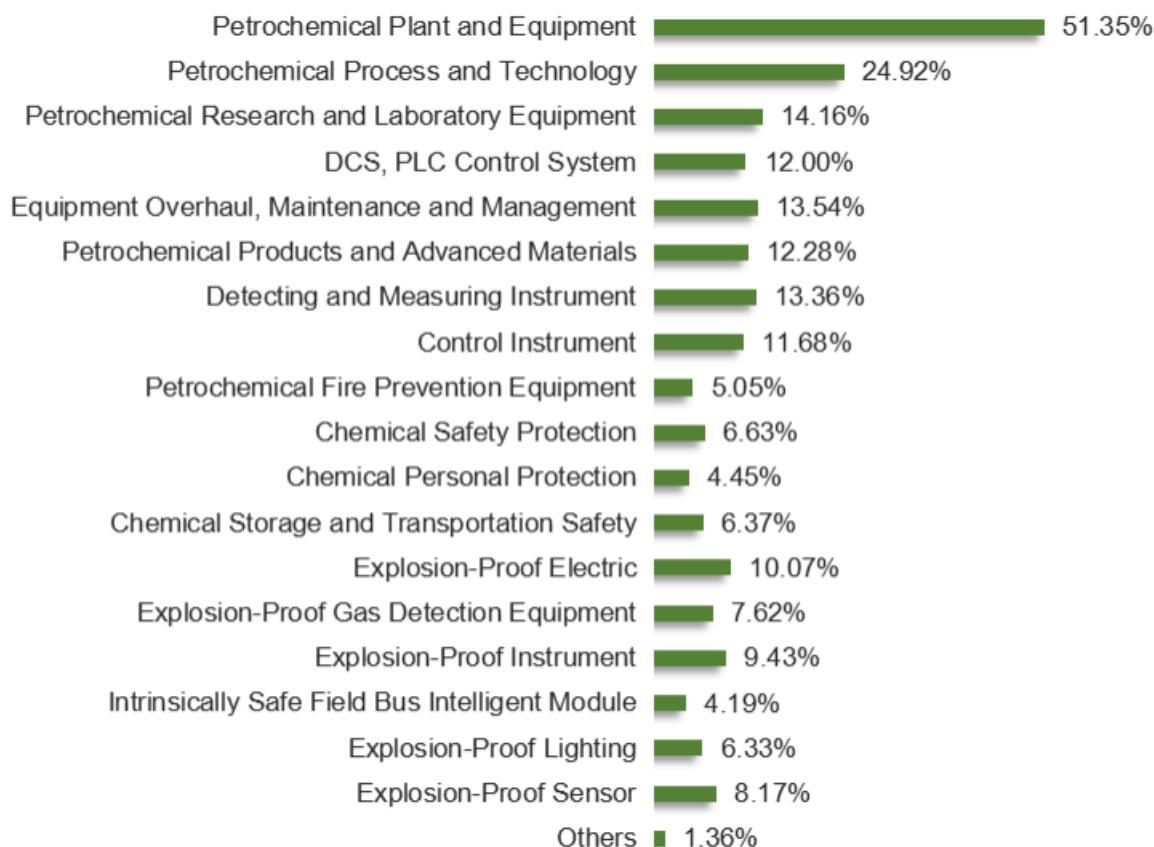 Petrochemical Plant and Equipment 51.35%
Petrochemical Process and Technology 24.92%
Petrochemical Research and Laboratory Equipment 14.16%
DCS, PLC Control System 12.00%
Equipment Overhaul, Maintenance and Management 13.54%
Petrochemical Products and Advanced Materials 12.28%
Detecting and Measuring Instrument 13.36%
Control Instrument 11.68%
Petrochemical Fire Prevention Equipment 5.05%
Chemical Safety Protection 6.63%
Chemical Personal Protection 4.45%
Chemical Storage and Transportation Safety 6.37%
Explosion-Proof Electric 10.07%
Explosion-Proof Gas Detection Equipment 7.62%
Explosion-Proof Instrument 9.43%
Intrinsically Safe Field Bus Intelligent Module 4.19%
Explosion-Proof Lighting 6.33%
Explosion-Proof Sensor 8.17%
Others 1.36%